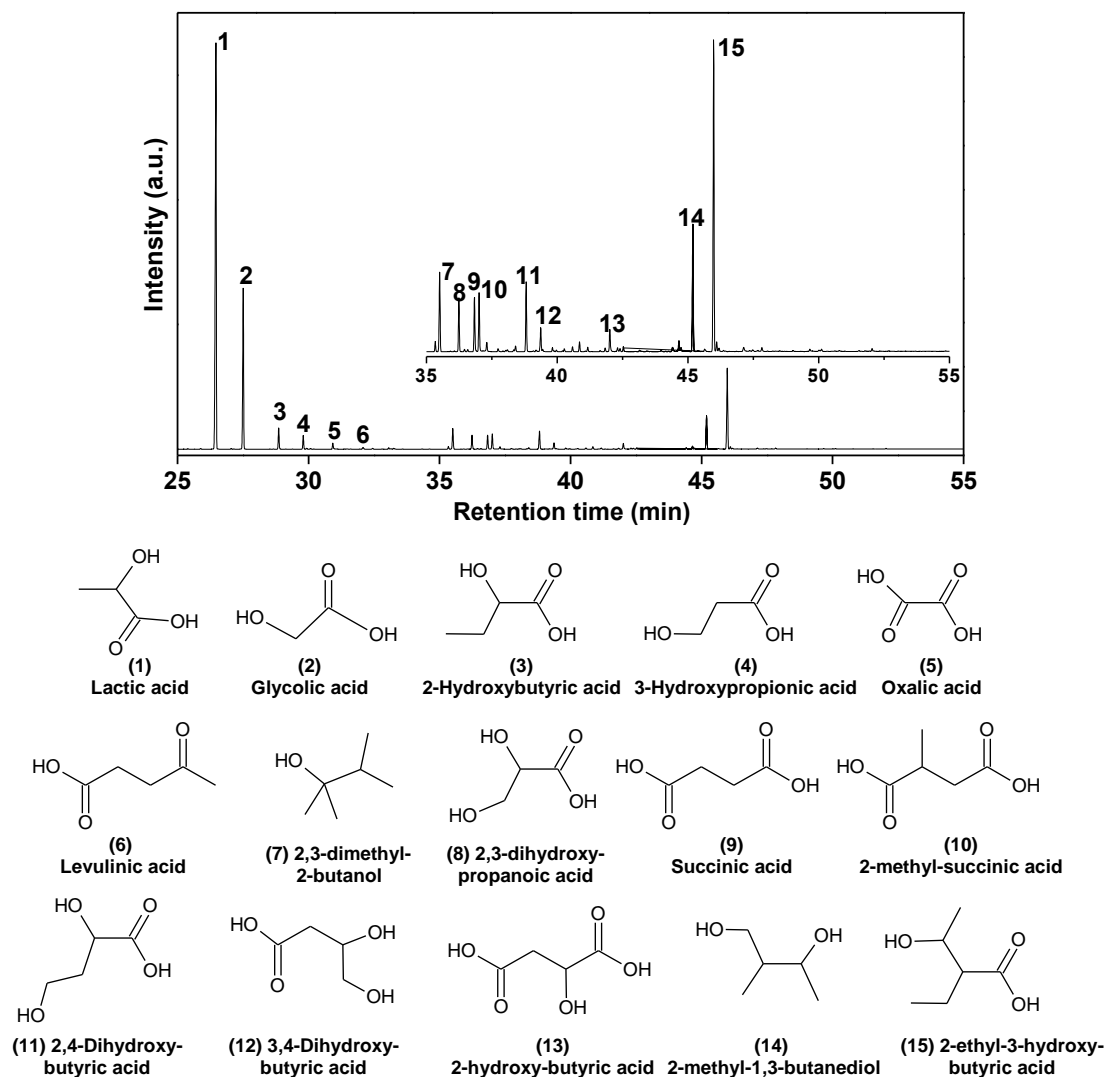 Intensity (a.u.)
1
2
3
4
5
6
7
8
9
10
11
12
13
14
15
35
40
45
50
55
25
30
35
40
45
50
55
Retention time (min)
OH
OH
O
(1)
Lactic acid
O
HO
OH
(2)
Glycolic acid
HO
O
OH
(3)
2-Hydroxybutyric acid
O
HO
OH
(4)
3-Hydroxypropionic acid
HO
O
O
OH
(5)
Oxalic acid
O
HO
O
(6)
Levulinic acid
HO
(7) 2,3-dimethyl-
2-butanol
HO
O
HO
OH
(8) 2,3-dihydroxy-
propanoic acid
O
HO
OH
O
(9)
Succinic acid
O
HO
OH
O
(10)
2-methyl-succinic acid
HO
O
OH
HO
(11) 2,4-Dihydroxy-
butyric acid
HO
OH
O
OH
(12) 3,4-Dihydroxy-
butyric acid
O
HO
OH
O
OH
(13)
2-hydroxy-butyric acid
HO
OH
(14)
2-methyl-1,3-butanediol
HO
O
OH
(15) 2-ethyl-3-hydroxy-
butyric acid